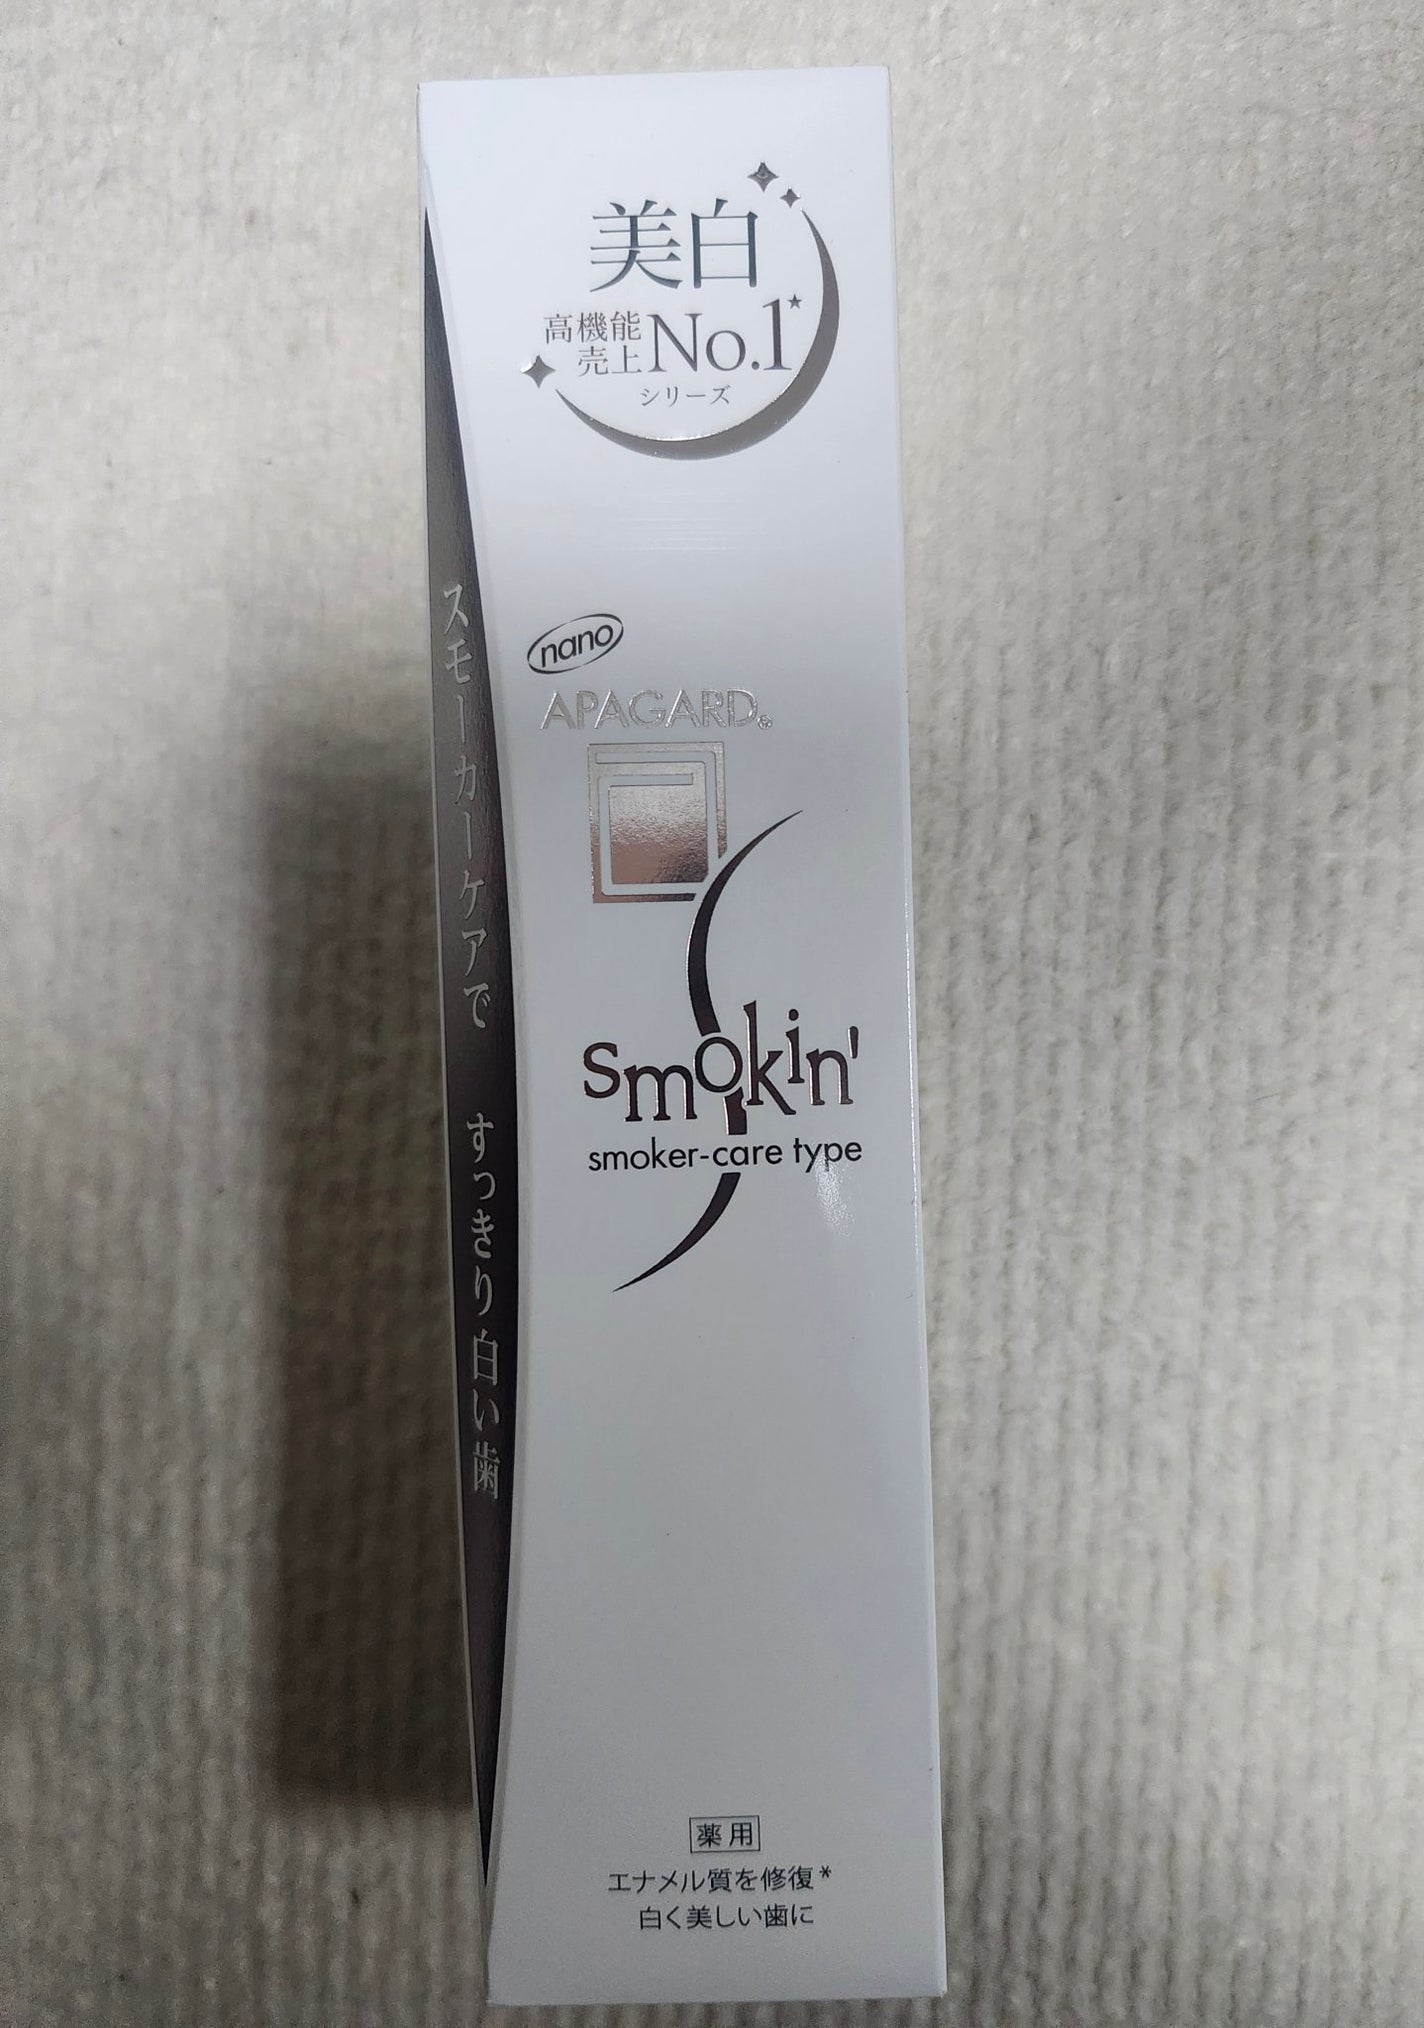 美白
高機能
売上 No.1★
シリーズ
nano
APAGARD®
smokin'
smoker-care type
スモーカーケアで すっきり白い歯
薬用
エナメル質を修復*
白く美しい歯に